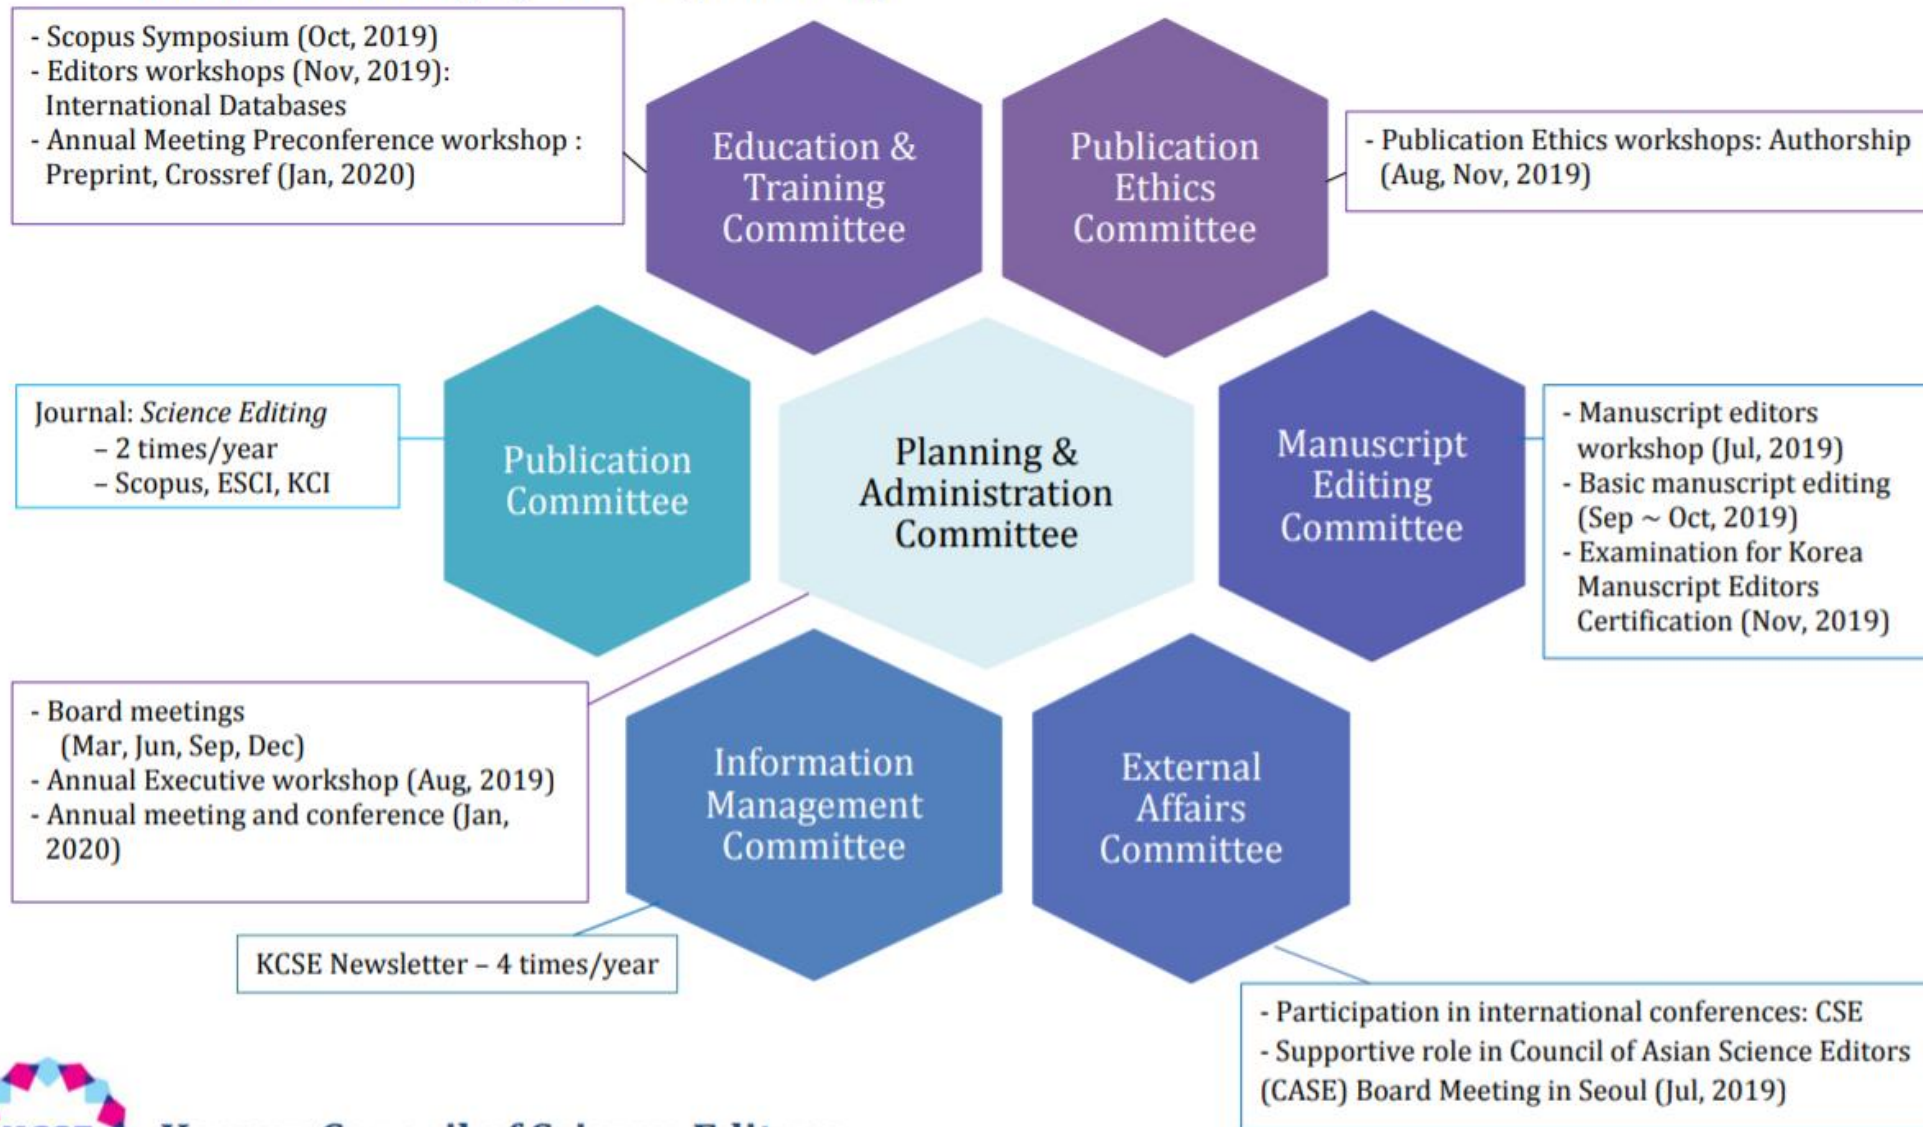 - Scopus Symposium (Oct, 2019)
- Editors workshops (Nov, 2019):
International Databases
- Annual Meeting Preconference workshop :
Preprint, Crossref (Jan, 2020)
Education &
Training
Committee
Publication
Ethics
Committee
- Publication Ethics workshops: Authorship
(Aug, Nov, 2019)
Journal: Science Editing
– 2 times/year
– Scopus, ESCI, KCI
Publication
Committee
Planning &
Administration
Committee
Manuscript
Editing
Committee
- Manuscript editors
workshop (Jul, 2019)
- Basic manuscript editing
(Sep ~ Oct, 2019)
- Examination for Korea
Manuscript Editors
Certification (Nov, 2019)
- Board meetings
(Mar, Jun, Sep, Dec)
- Annual Executive workshop (Aug, 2019)
- Annual meeting and conference (Jan,
2020)
Information
Management
Committee
External
Affairs
Committee
KCSE Newsletter – 4 times/year
- Participation in international conferences: CSE
- Supportive role in Council of Asian Science Editors
(CASE) Board Meeting in Seoul (Jul, 2019)